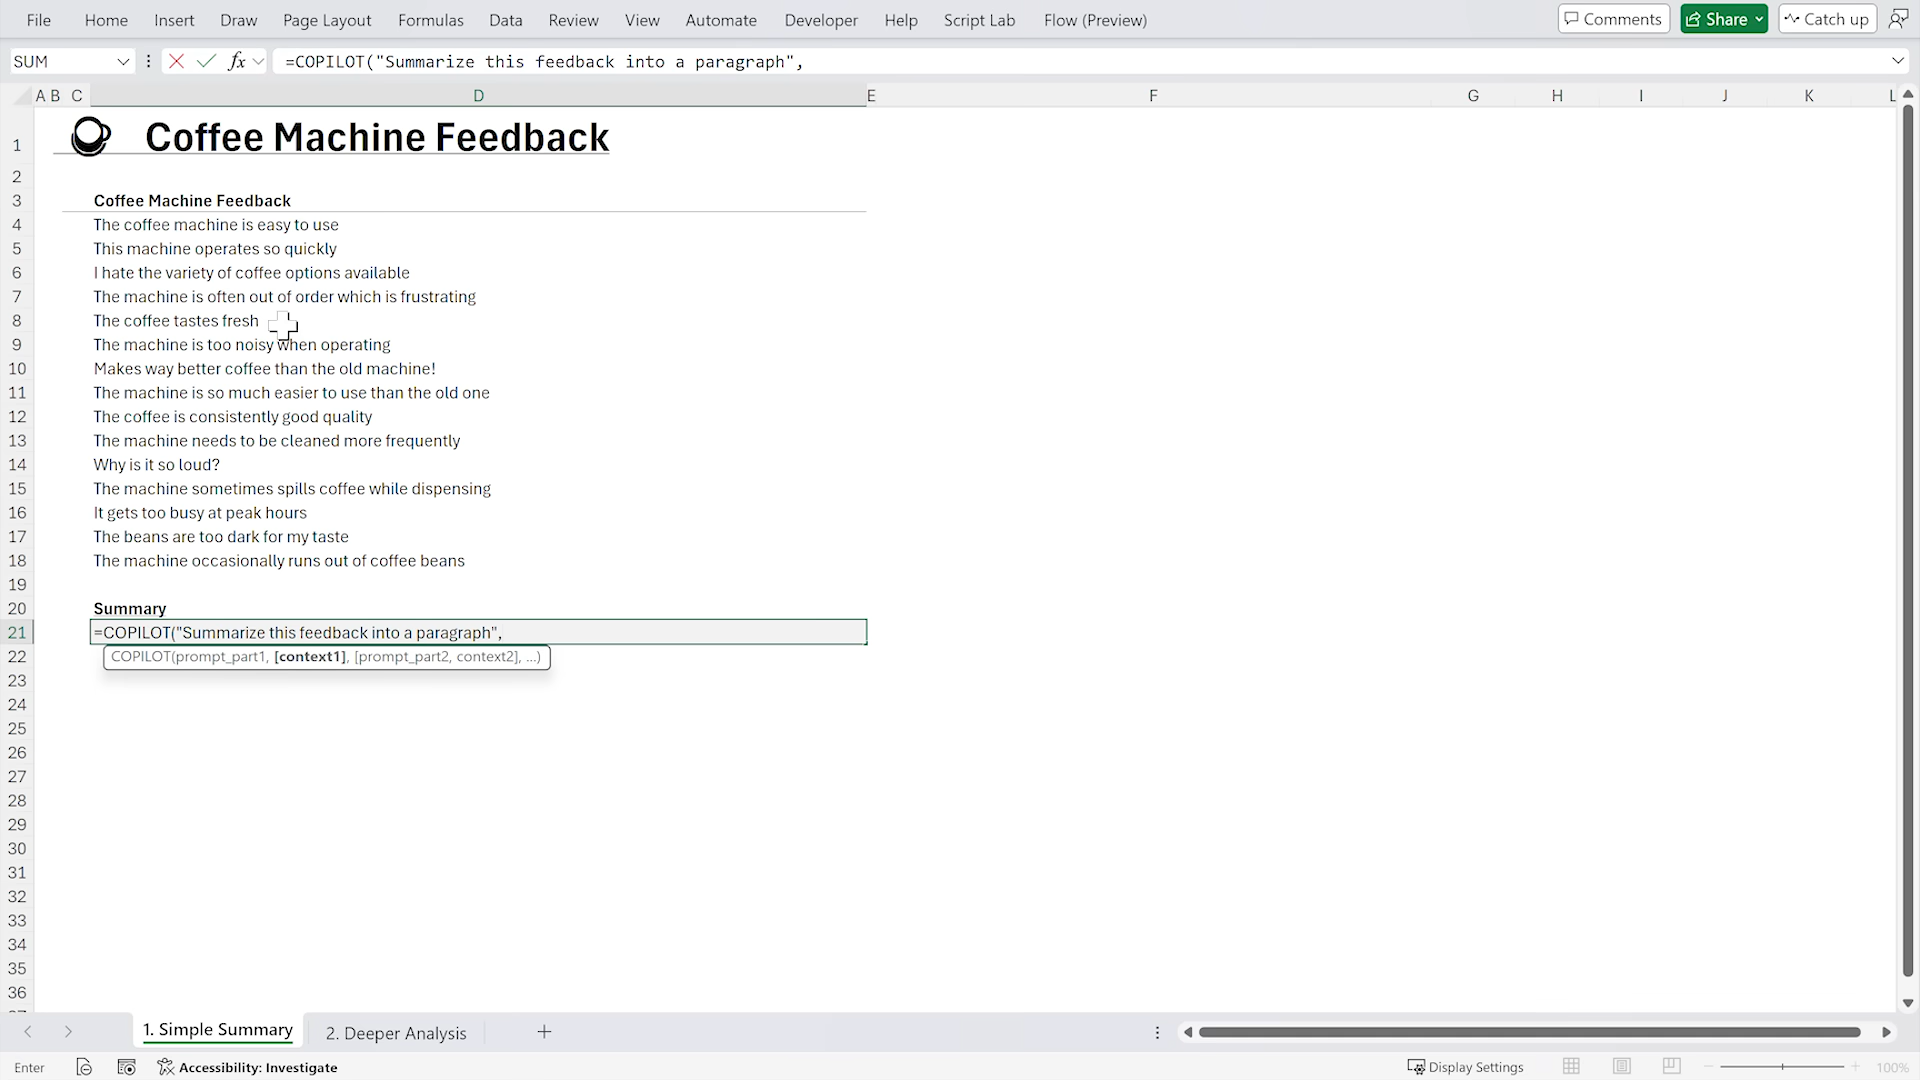 File Home Insert Draw Page Layout Formulas Data Review View Automate Developer Help Script Lab Flow (Preview) Comments Share Catch up
SUM fx =COPILOT("Summarize this feedback into a paragraph",
A B C D E F G H I J K L
1 Coffee Machine Feedback
2
3 Coffee Machine Feedback
4 The coffee machine is easy to use
5 This machine operates so quickly
6 I hate the variety of coffee options available
7 The machine is often out of order which is frustrating
8 The coffee tastes fresh
9 The machine is too noisy when operating
10 Makes way better coffee than the old machine!
11 The machine is so much easier to use than the old one
12 The coffee is consistently good quality
13 The machine needs to be cleaned more frequently
14 Why is it so loud?
15 The machine sometimes spills coffee while dispensing
16 It gets too busy at peak hours
17 The beans are too dark for my taste
18 The machine occasionally runs out of coffee beans
19
20 Summary
21 =COPILOT("Summarize this feedback into a paragraph",
22 COPILOT(prompt_part1, [context1], [prompt_part2, context2], ...)
23
24
25
26
27
28
29
30
31
32
33
34
35
36
1. Simple Summary 2. Deeper Analysis
Enter Accessibility: Investigate Display Settings 100%